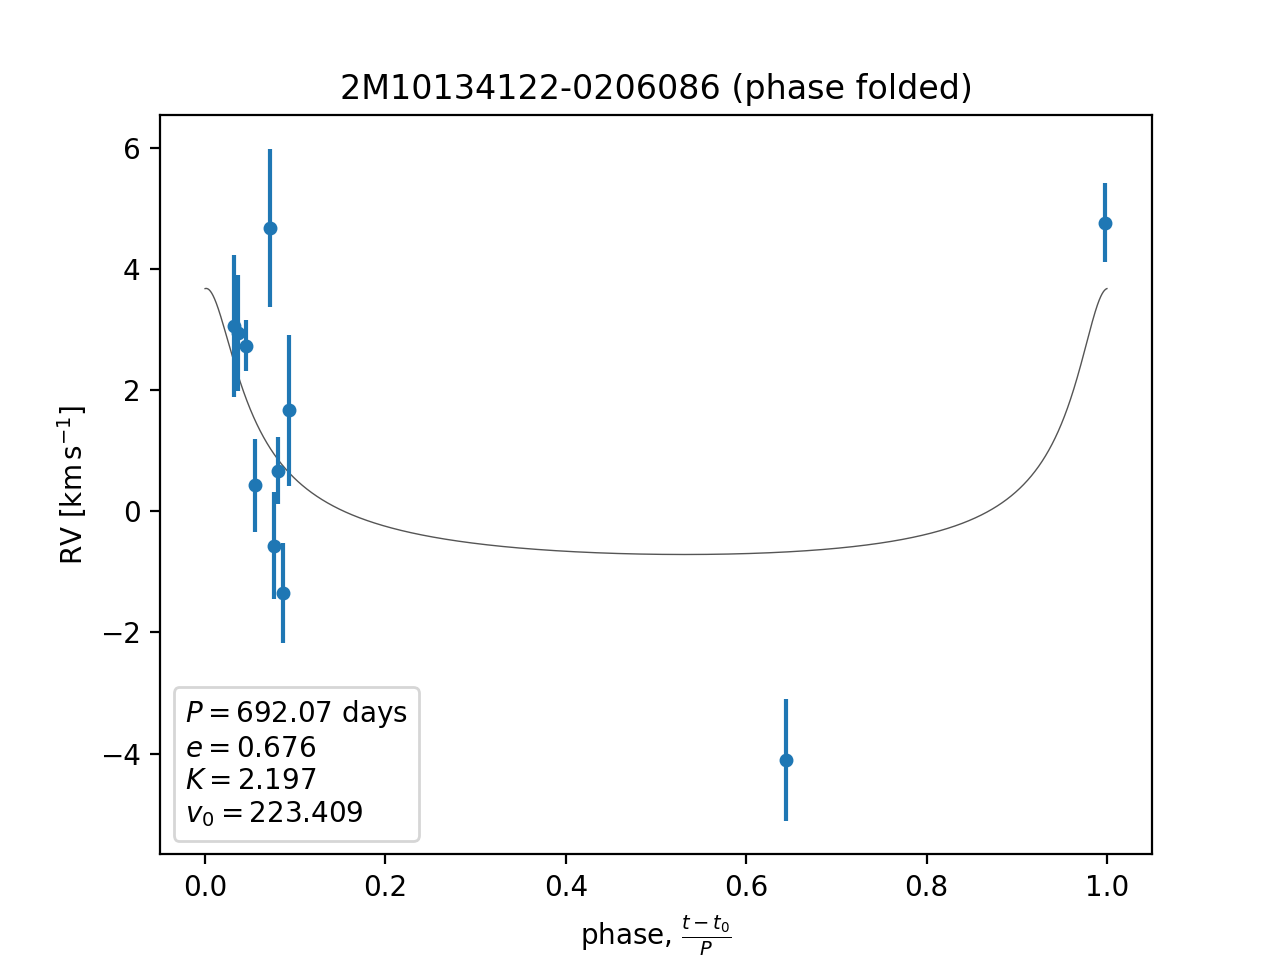 2M10134122-0206086 (phase folded)
6
4
2
0
−2
−4
RV [km s⁻¹]
P = 692.07 days
e = 0.676
K = 2.197
v₀ = 223.409
0.0 0.2 0.4 0.6 0.8 1.0
phase, (t − t₀)/P